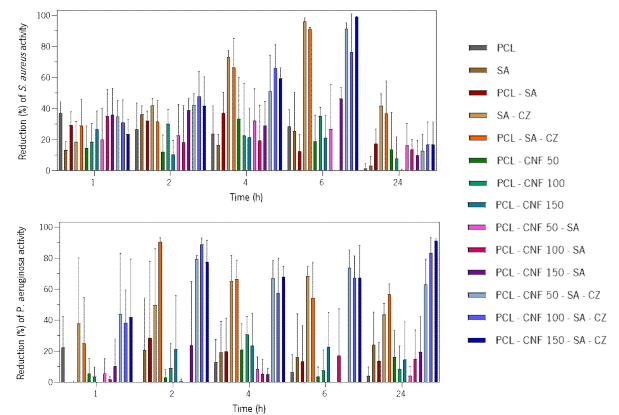 Reduction (%) of S. aureus activity
100
80
60
40
20
0
1 2 4 6 24
Time (h)
Reduction (%) of P. aeruginosa activity
100
80
60
40
20
0
1 2 4 6 24
Time (h)
PCL
SA
PCL - SA
SA - CZ
PCL - SA - CZ
PCL - CNF 50
PCL - CNF 100
PCL - CNF 150
PCL - CNF 50 - SA
PCL - CNF 100 - SA
PCL - CNF 150 - SA
PCL - CNF 50 - SA - CZ
PCL - CNF 100 - SA - CZ
PCL - CNF 150 - SA - CZ